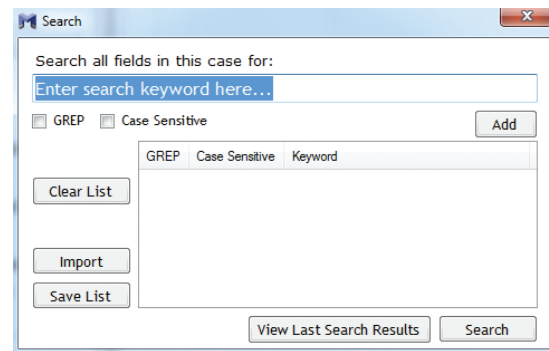 Search
Search all fields in this case for:
Enter search keyword here...
GREP Case Sensitive
Add
GREP Case Sensitive Keyword
Clear List
Import
Save List
View Last Search Results Search